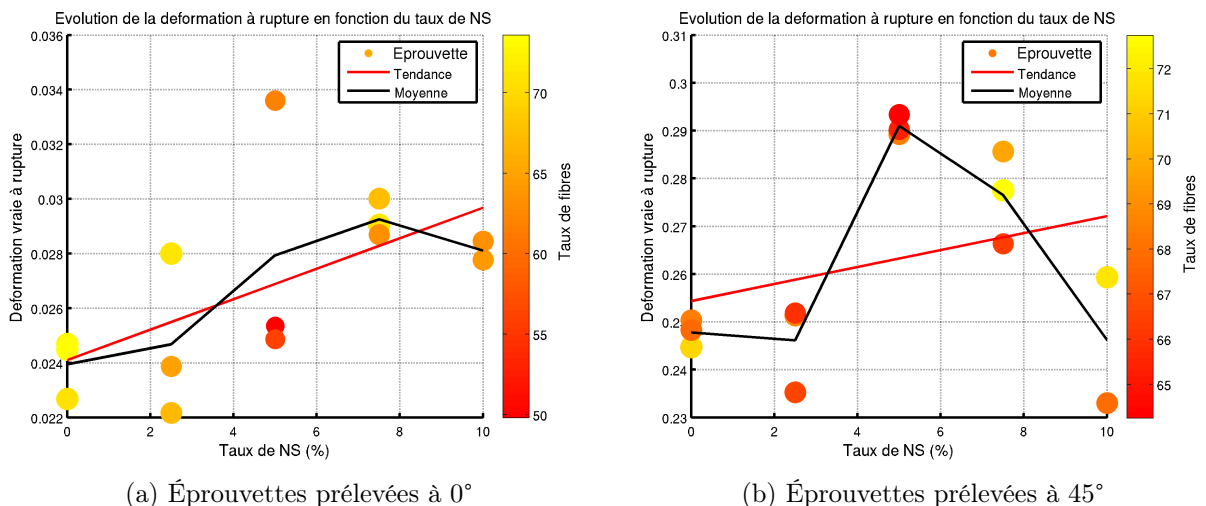 Evolution de la deformation à rupture en fonction du taux de NS
0.036
0.034
0.032
0.03
0.028
0.026
0.024
0.022
0
2
4
6
8
10
Deformation vraie à rupture
Taux de NS (%)
Eprouvette
Tendance
Moyenne
70
65
60
55
50
Taux de fibres
(a) Éprouvettes prélevées à 0°
Evolution de la deformation à rupture en fonction du taux de NS
0.31
0.3
0.29
0.28
0.27
0.26
0.2
0.24
0.23
0
2
4
6
8
10
Deformation vraie à rupture
Taux de NS (%)
Eprouvette
Tendance
Moyenne
72
71
70
69
68
67
66
65
Taux de fibres
(b) Éprouvettes prélevées à 45°